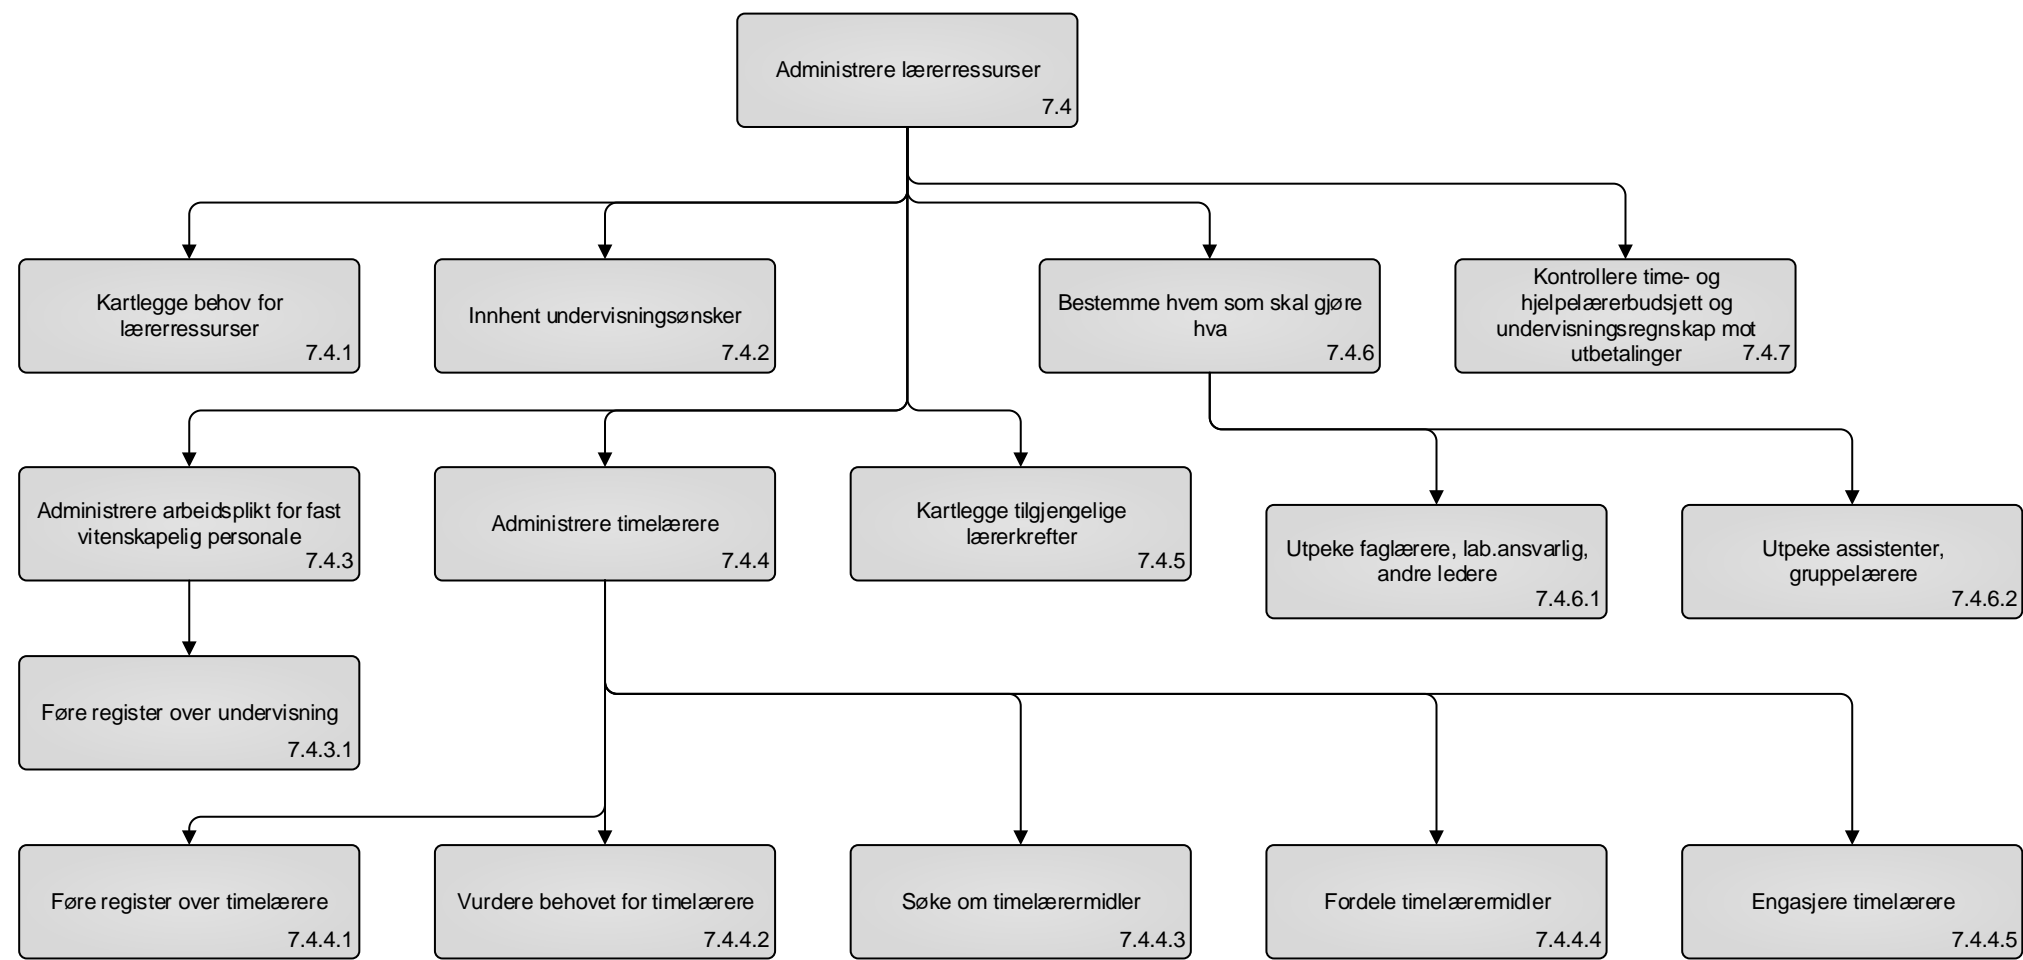 Administrere lærerressurser
7.4
Kartlegge behov for
lærerressurser
7.4.1
Innhent undervisningsønsker
7.4.2
Bestemme hvem som skal gjøre
hva
7.4.6
Kontrollere time- og
hjelpelærerbudsjett og
undervisningsregnskap mot
utbetalinger
7.4.7
Administrere arbeidsplikt for fast
vitenskapelig personale
7.4.3
Administrere timelærere
7.4.4
Kartlegge tilgjengelige
lærerkrefter
7.4.5
Utpeke faglærere, lab.ansvarlig,
andre ledere
7.4.6.1
Utpeke assistenter,
gruppelærere
7.4.6.2
Føre register over undervisning
7.4.3.1
Føre register over timelærere
7.4.4.1
Vurdere behovet for timelærere
7.4.4.2
Søke om timelærermidler
7.4.4.3
Fordele timelærermidler
7.4.4.4
Engasjere timelærere
7.4.4.5